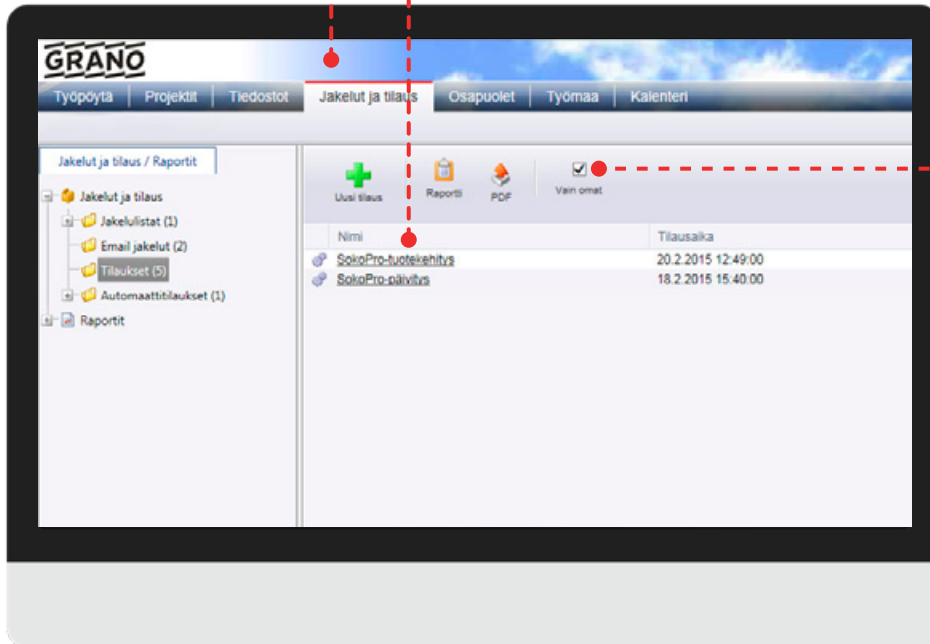 GRANO
Työpöytä Projektit Tiedostot Jakelut ja tilaus Osapuolet Työmaa Kalenteri
Jakelut ja tilaus / Raportit
Jakelut ja tilaus
Jakelulistat (1)
Email jakelut (2)
Tilaukset (5)
Automaattitilaukset (1)
Raportit
Uusi tilaus Raportti PDF Vain omat
Nimi Tilausaika
SokoPro-tuotekehitys 20.2.2015 12:49:00
SokoPro-päivitys 18.2.2015 15:40:00